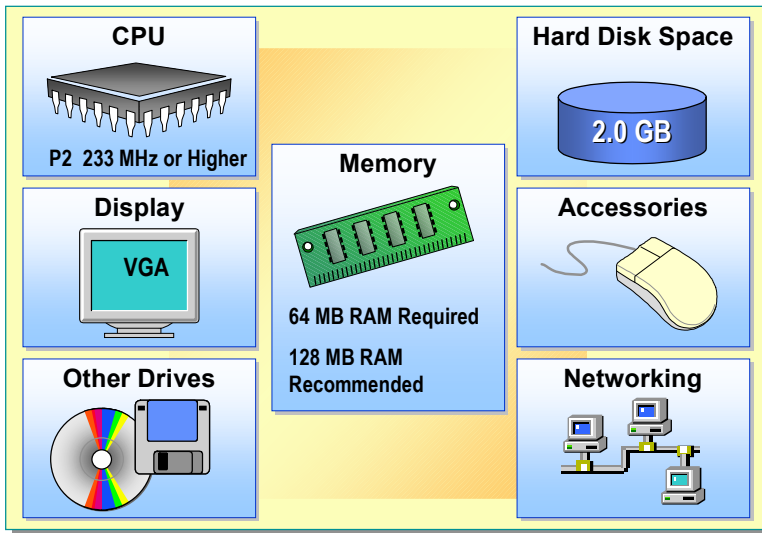 CPU
P2 233 MHz or Higher
Display
VGA
Other Drives
Memory
64 MB RAM Required
128 MB RAM
Recommended
Hard Disk Space
2.0 GB
Accessories
Networking